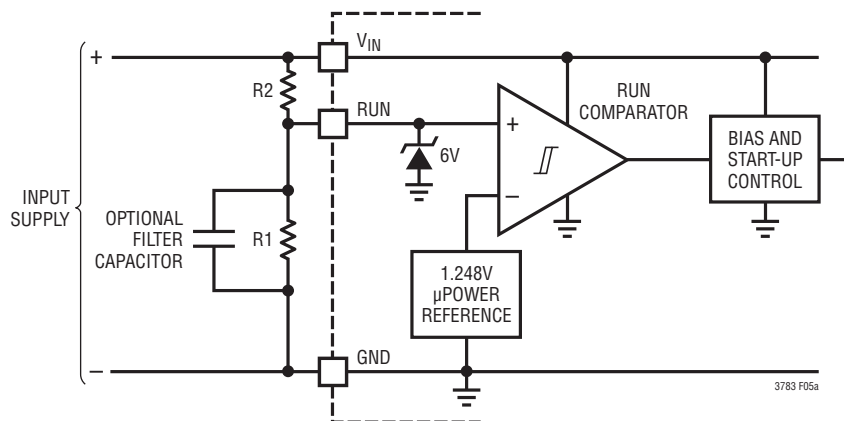 +
V_IN
R2
RUN
6V
+
−
RUN
COMPARATOR
BIAS AND
START-UP
CONTROL
INPUT
SUPPLY
OPTIONAL
FILTER
CAPACITOR
R1
1.248V
µPOWER
REFERENCE
−
GND
3783 F05a